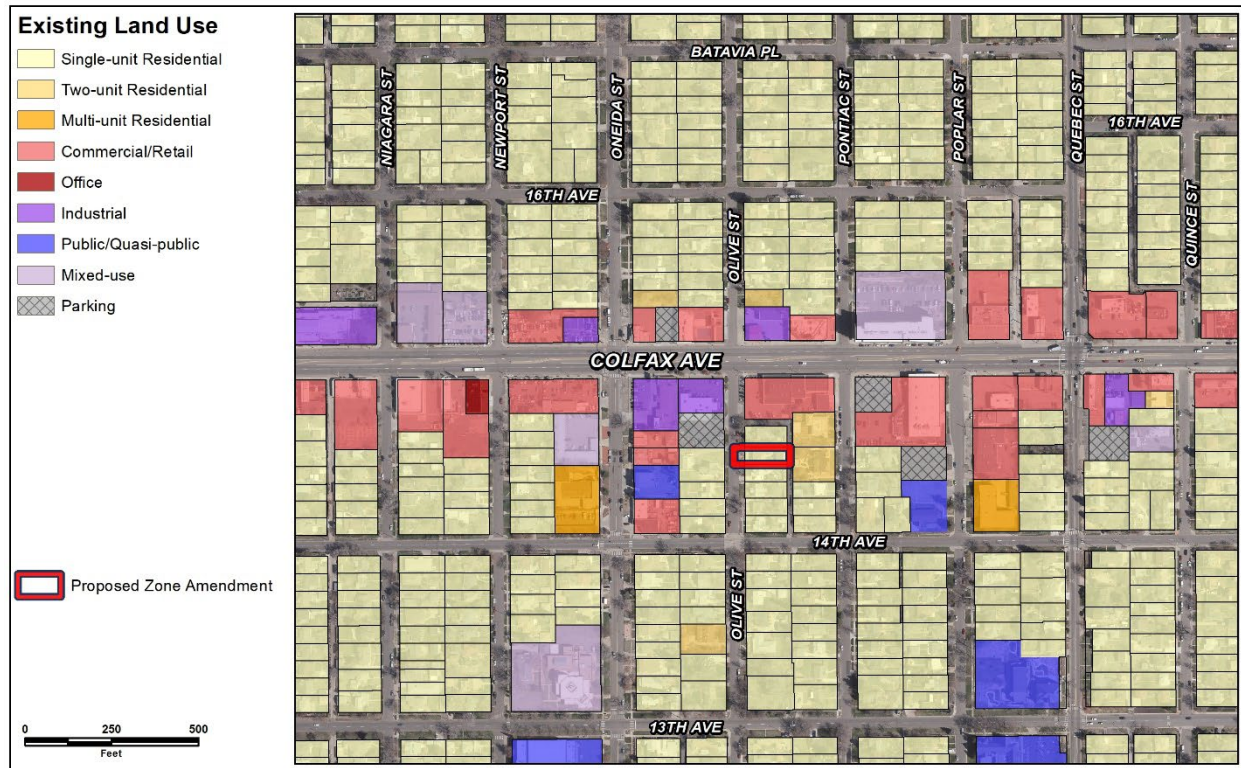 Existing Land Use
Single-unit Residential
Two-unit Residential
Multi-unit Residential
Commercial/Retail
Office
Industrial
Public/Quasi-public
Mixed-use
Parking
Proposed Zone Amendment
0 250 500
Feet
BATAVIA PL
NIAGARA ST
NEWPORT ST
ONEIDA ST
PONTIAC ST
POPLAR ST
QUEBEC ST
16TH AVE
16TH AVE
OLIVE ST
QUINCE ST
COLFAX AVE
14TH AVE
OLIVE ST
13TH AVE